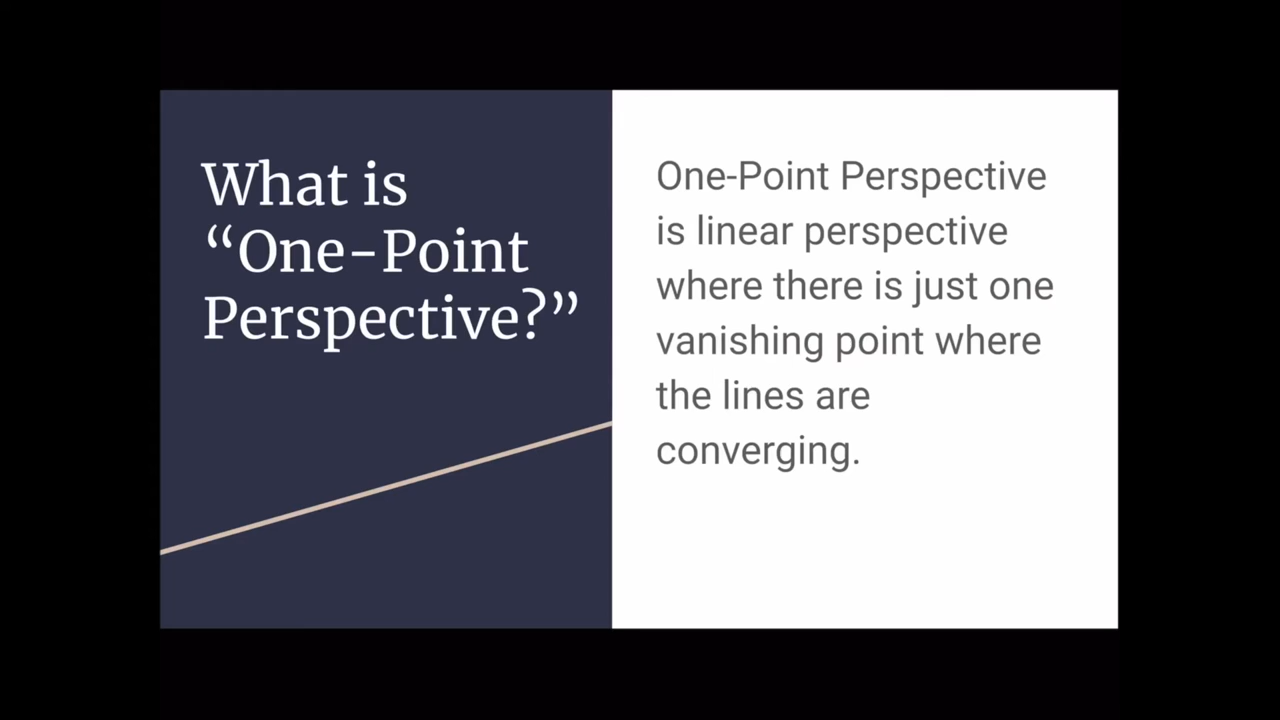 What is
“One-Point
Perspective?”
One-Point Perspective
is linear perspective
where there is just one
vanishing point where
the lines are
converging.